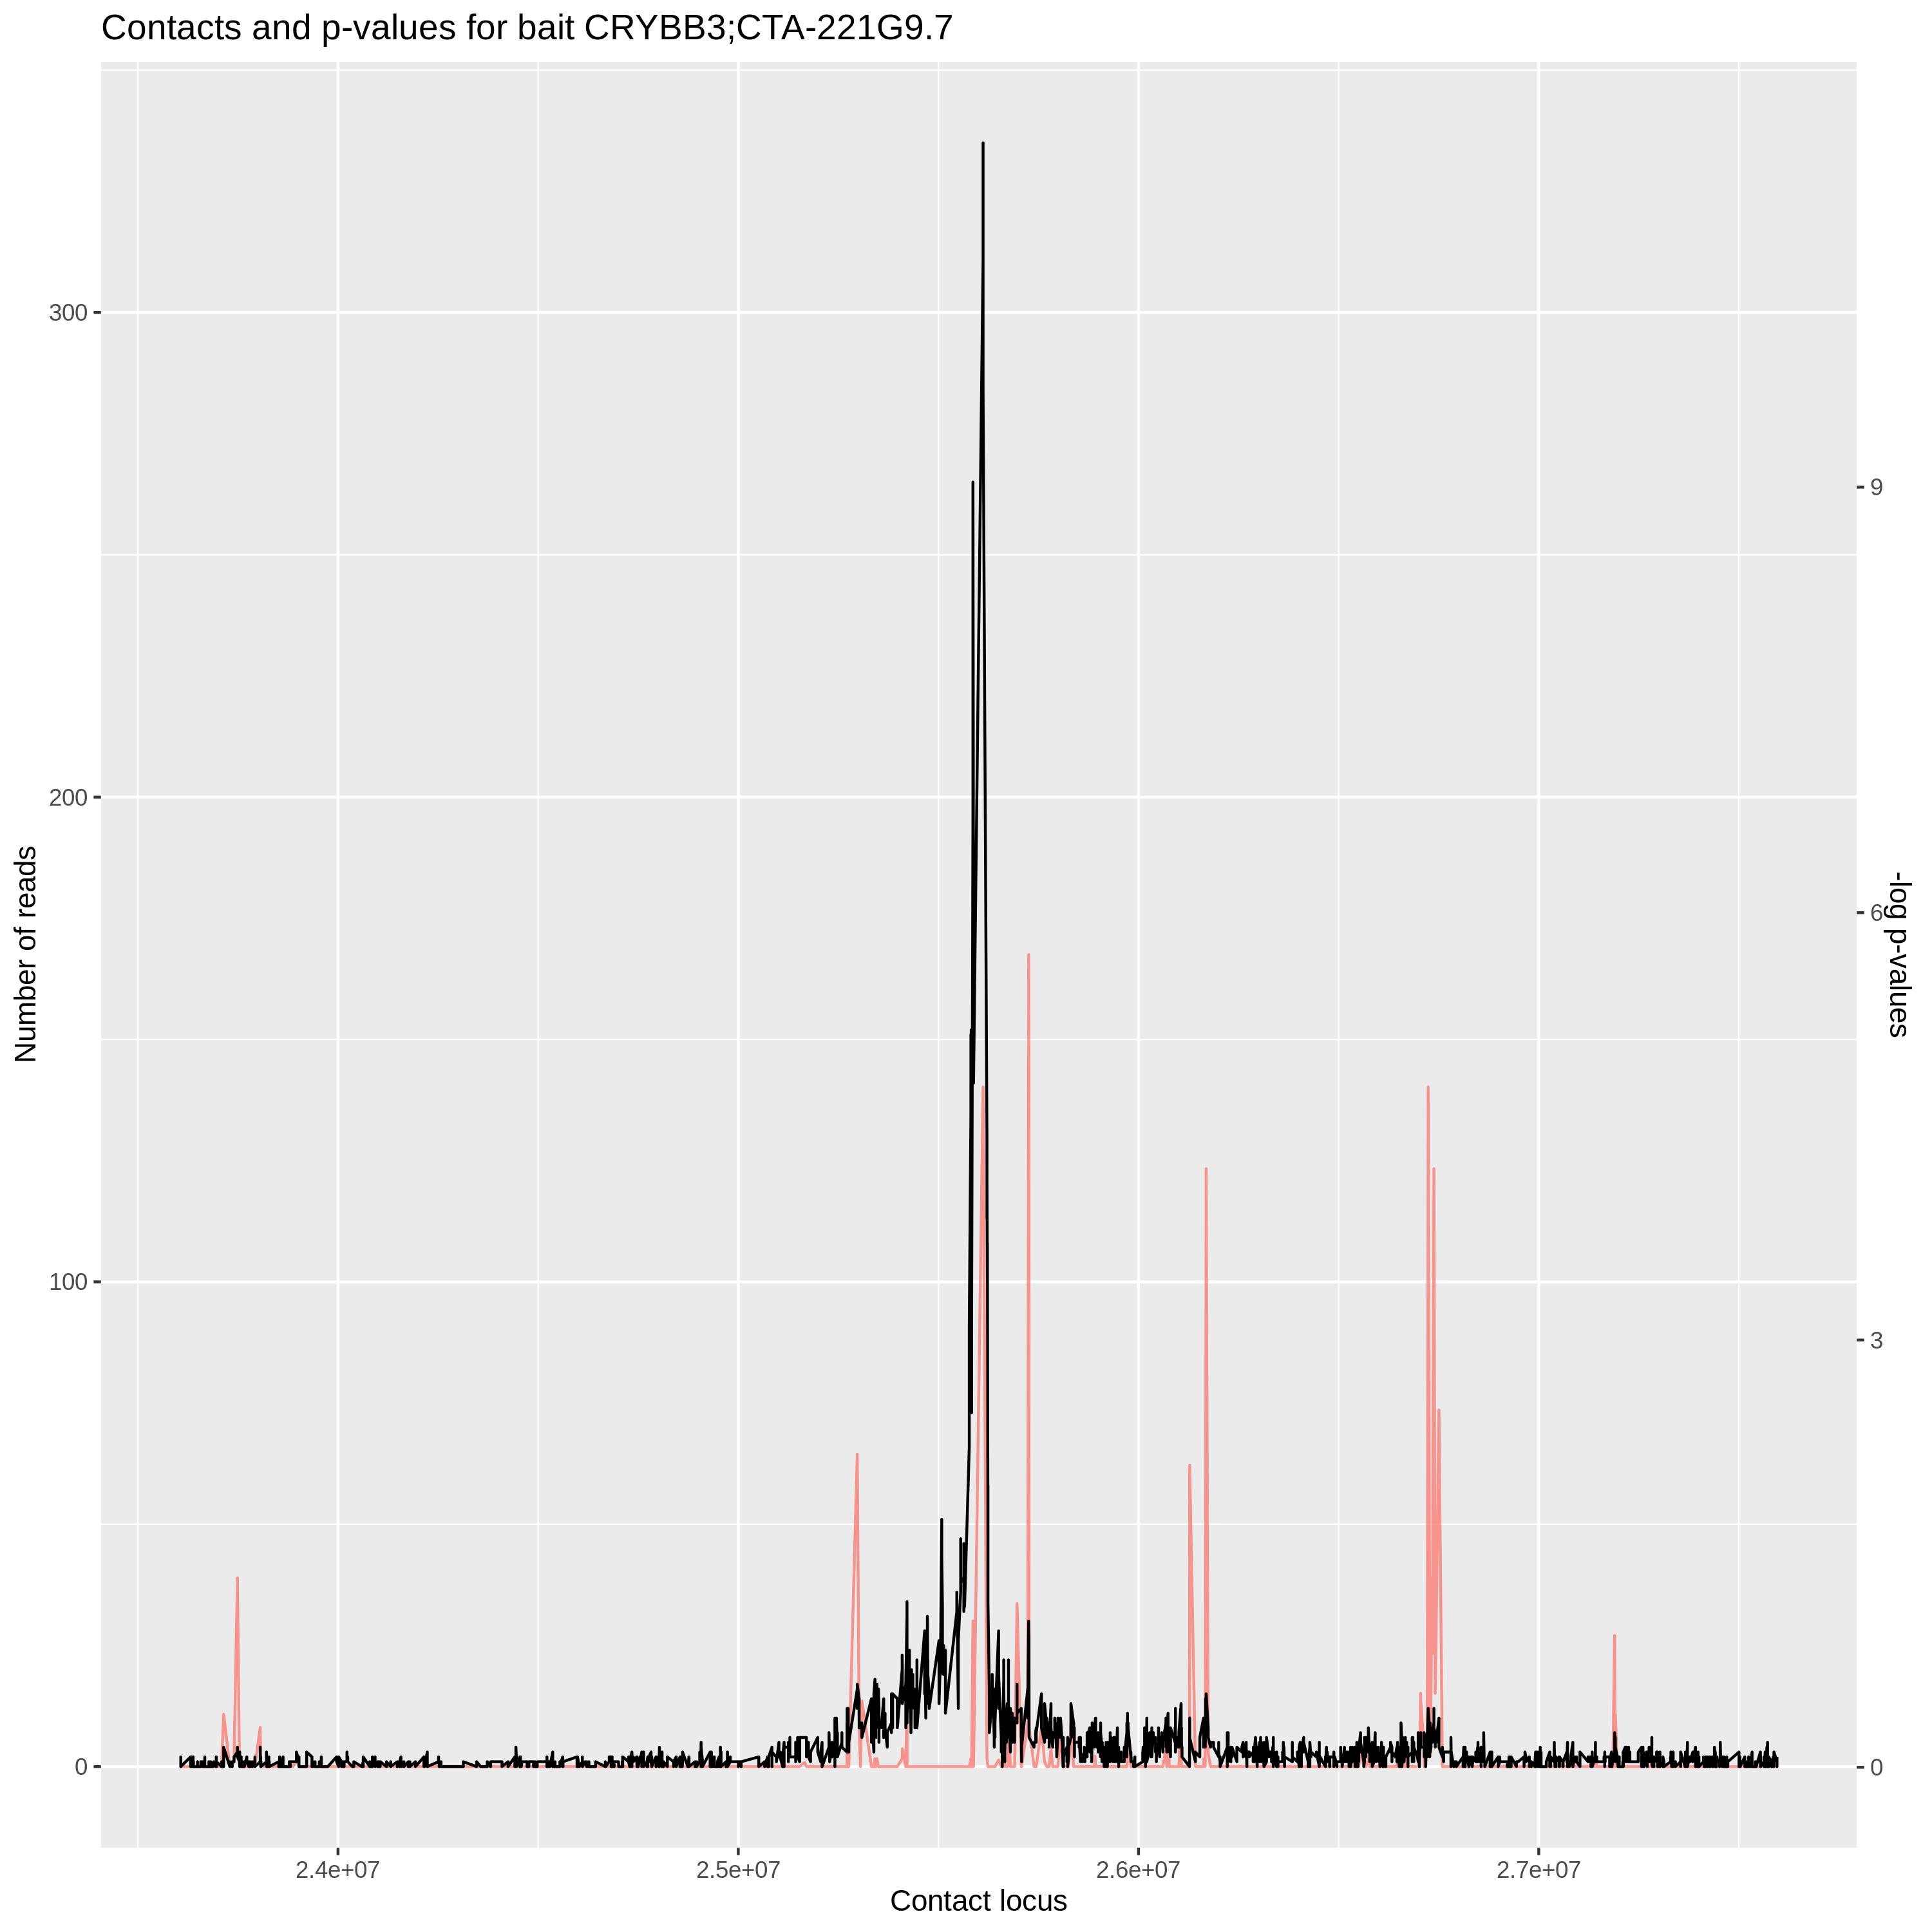 Contacts and p-values for bait CRYBB3;CTA-221G9.7
Number of reads
300
200
100
0
9
6
3
0
-log p-values
2.4e+07
2.5e+07
2.6e+07
2.7e+07
Contact locus